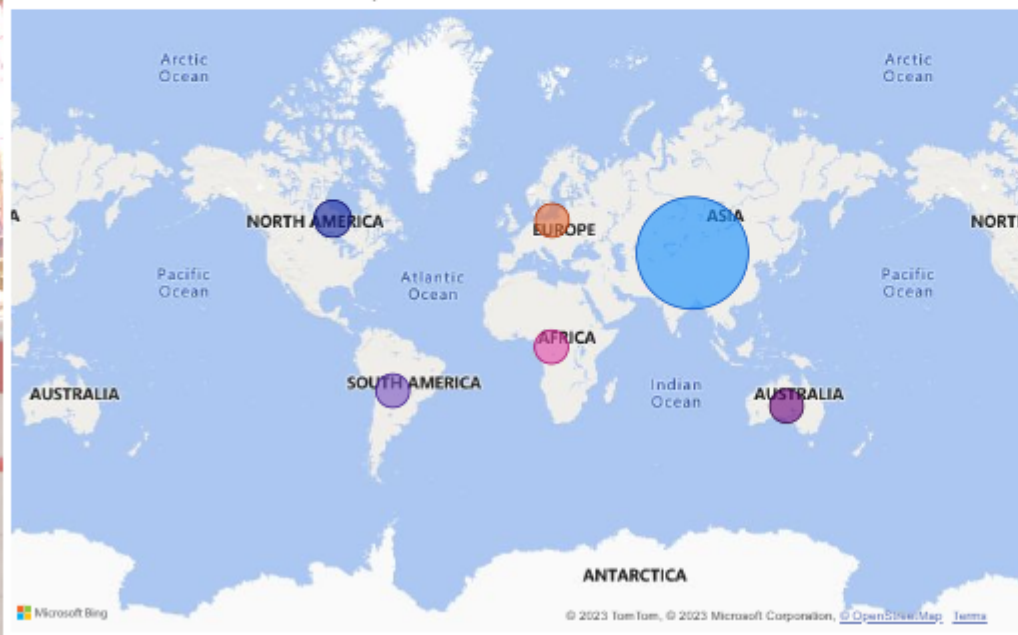 Arctic
Ocean
Arctic
Ocean
NORTH AMERICA
EUROPE
ASIA
A
NORT
Pacific
Ocean
Atlantic
Ocean
Pacific
Ocean
AFRICA
SOUTH AMERICA
Indian
Ocean
AUSTRALIA
AUSTRALIA
ANTARCTICA
Microsoft Bing
© 2023 TomTom, © 2023 Microsoft Corporation, © OpenStreetMap Terms